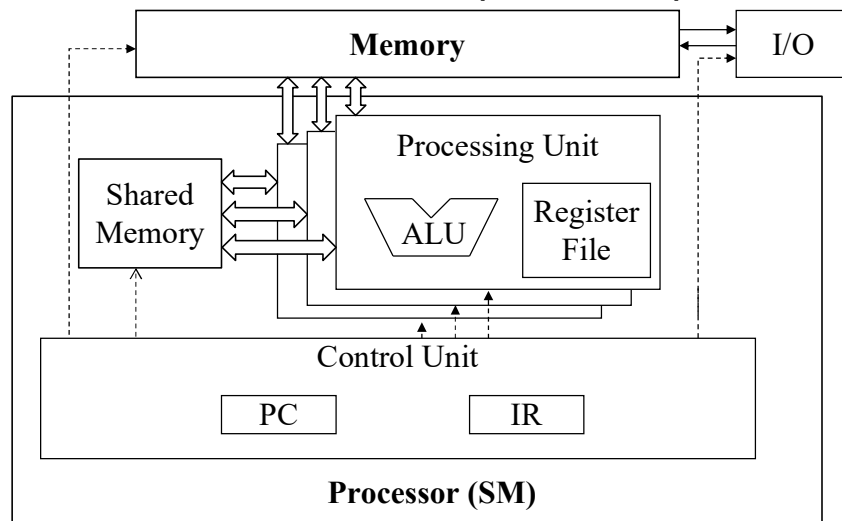 Memory
I/O
Processing Unit
Shared
Memory
ALU
Register
File
Control Unit
PC
IR
Processor (SM)